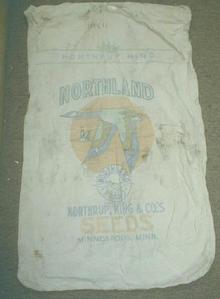 NORTHRUP, KING
NORTHLAND
NORTHRUP, KING & CO.'S
SEEDS
MINNEAPOLIS, MINN.